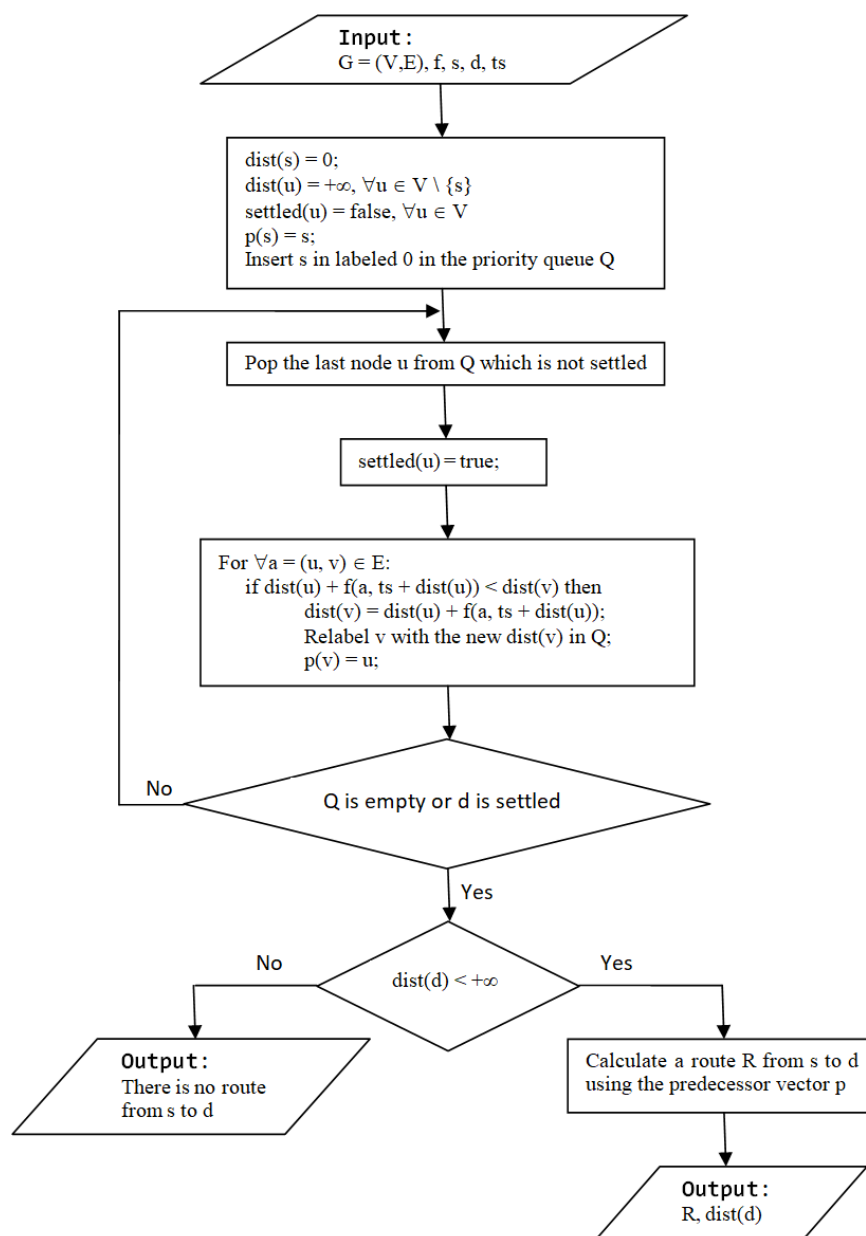 Input:
G = (V,E), f, s, d, ts
dist(s) = 0;
dist(u) = +∞, ∀u ∈ V \ {s}
settled(u) = false, ∀u ∈ V
p(s) = s;
Insert s in labeled 0 in the priority queue Q
Pop the last node u from Q which is not settled
settled(u) = true;
For ∀a = (u, v) ∈ E:
if dist(u) + f(a, ts + dist(u)) < dist(v) then
dist(v) = dist(u) + f(a, ts + dist(u));
Relabel v with the new dist(v) in Q;
p(v) = u;
No
Q is empty or d is settled
Yes
No
dist(d) < +∞
Yes
Output:
There is no route
from s to d
Calculate a route R from s to d
using the predecessor vector p
Output:
R, dist(d)